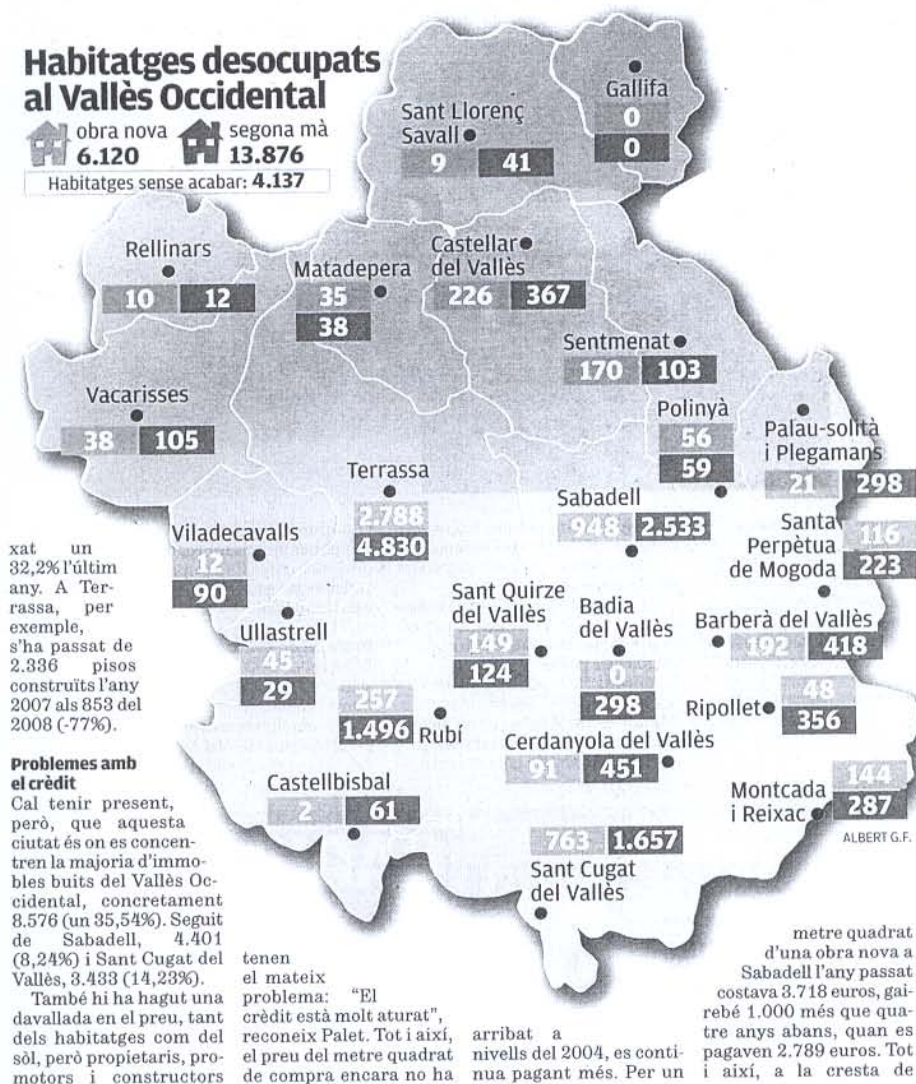 Habitatges desocupats
al Vallès Occidental
obra nova
6.120
segona mà
13.876
Habitatges sense acabar: 4.137
Gallifa
0
0
Sant Llorenç
Savall
9 41
Rellinars
10 12
Matadepera
35
38
Castellar
del Vallès
226 367
Sentmenat
170 103
Vacarisses
38 105
Polinyà
56
59
Palau-solità
i Plegamans
21 298
Terrassa
2.788
4.830
Sabadell
948 2.533
Santa
Perpètua
de Mogoda
116
223
Viladecavalls
12
90
Sant Quirze
del Vallès
149
124
Badia
del Vallès
0
298
Barberà del Vallès
192 418
Ullastrell
45
29
257
1.496 Rubí
Ripollet
48
356
Cerdanyola del Vallès
91 451
Castellbisbal
2 61
Montcada
i Reixac
144
287
763 1.657
Sant Cugat
del Vallès
ALBERT G.F.
xat un
32,2% l'últim
any. A Ter-
rassa, per
exemple,
s'ha passat de
2.336 pisos
construïts l'any
2007 als 853 del
2008 (-77%).
Problemes amb
el crèdit
Cal tenir present,
però, que aquesta
ciutat és on es concen-
tren la majoria d'immo-
bles buits del Vallès Oc-
cidental, concretament
8.576 (un 35,54%). Seguit
de Sabadell, 4.401
(8,24%) i Sant Cugat del
Vallès, 3.433 (14,23%).
També hi ha hagut una
davallada en el preu, tant
dels habitatges com del
sòl, però propietaris, pro-
motors i constructors
tenen
el mateix
problema: "El
crèdit està molt aturat",
reconeix Palet. Tot i així,
el preu del metre quadrat
de compra encara no ha
arribat a
nivells del 2004, es conti-
nua pagant més. Per un
metre quadrat
d'una obra nova a
Sabadell l'any passat
costava 3.718 euros, gai-
rebé 1.000 més que qua-
tre anys abans, quan es
pagaven 2.789 euros. Tot
i així, a la cresta de